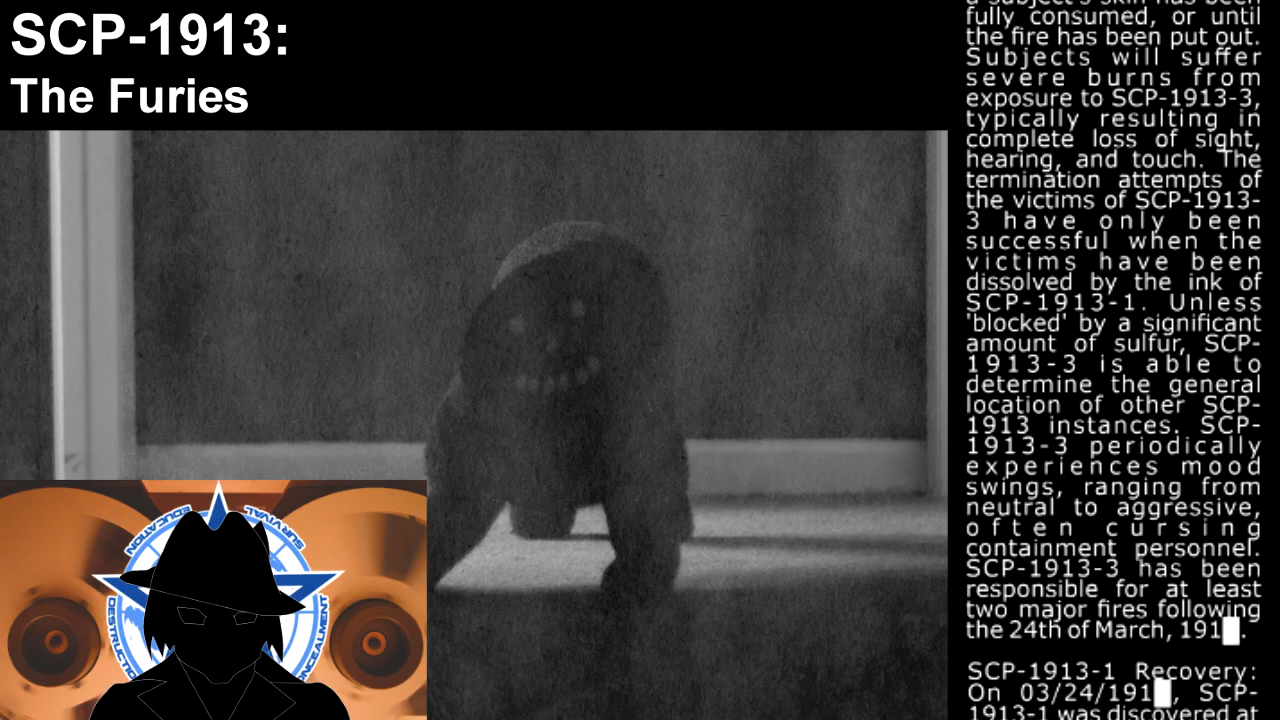 SCP-1913:
The Furies
a subject's skin has been
fully consumed, or until
the fire has been put out.
Subjects will suffer
severe burns from
exposure to SCP-1913-3,
typically resulting in
complete loss of sight,
hearing, and touch. The
termination attempts of
the victims of SCP-1913-
3 have only been
successful when the
victims have been
dissolved by the ink of
SCP-1913-1. Unless
'blocked' by a significant
amount of sulfur, SCP-
1913-3 is able to
determine the general
location of other SCP-
1913 instances. SCP-
1913-3 periodically
experiences mood
swings, ranging from
neutral to aggressive,
often cursing
containment personnel.
SCP-1913-3 has been
responsible for at least
two major fires following
the 24th of March, 191█.
SCP-1913-1 Recovery:
On 03/24/191█, SCP-
1913-1 was discovered at
EDUCATION
SURVIVAL